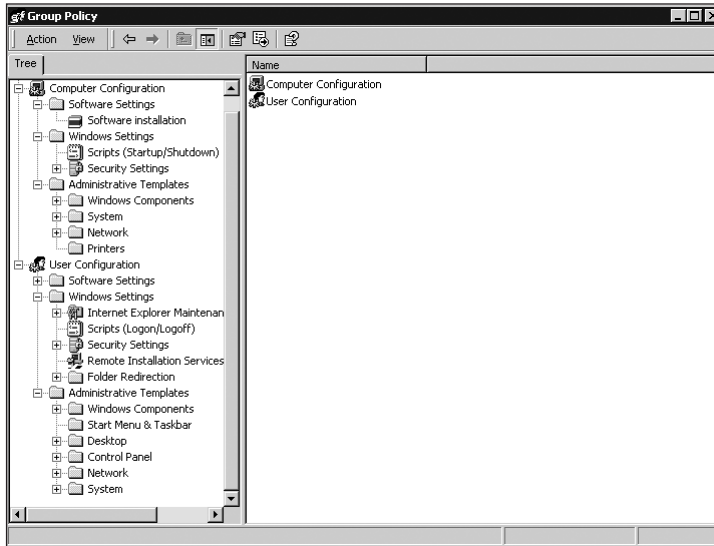 Group Policy
Action View
Tree
Name
Computer Configuration
Software Settings
Software installation
Windows Settings
Scripts (Startup/Shutdown)
Security Settings
Administrative Templates
Windows Components
System
Network
Printers
User Configuration
Software Settings
Windows Settings
Internet Explorer Maintenan
Scripts (Logon/Logoff)
Security Settings
Remote Installation Services
Folder Redirection
Administrative Templates
Windows Components
Start Menu & Taskbar
Desktop
Control Panel
Network
System
Computer Configuration
User Configuration